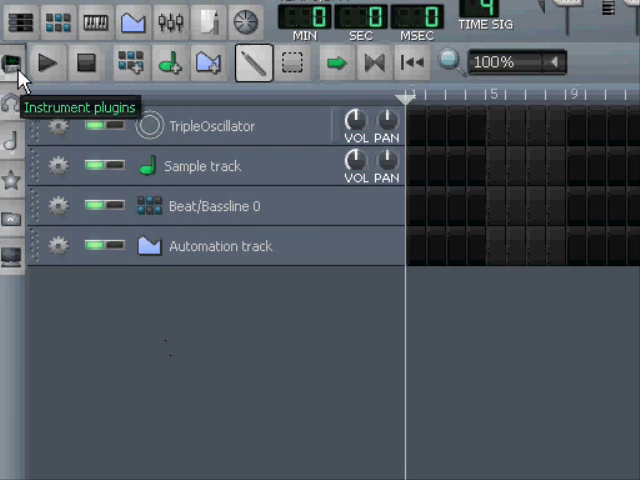 0 0 0 4
MIN SEC MSEC TIME SIG
100%
Instrument plugins
1 5 9
TripleOscillator VOL PAN
Sample track VOL PAN
Beat/Bassline 0
Automation track